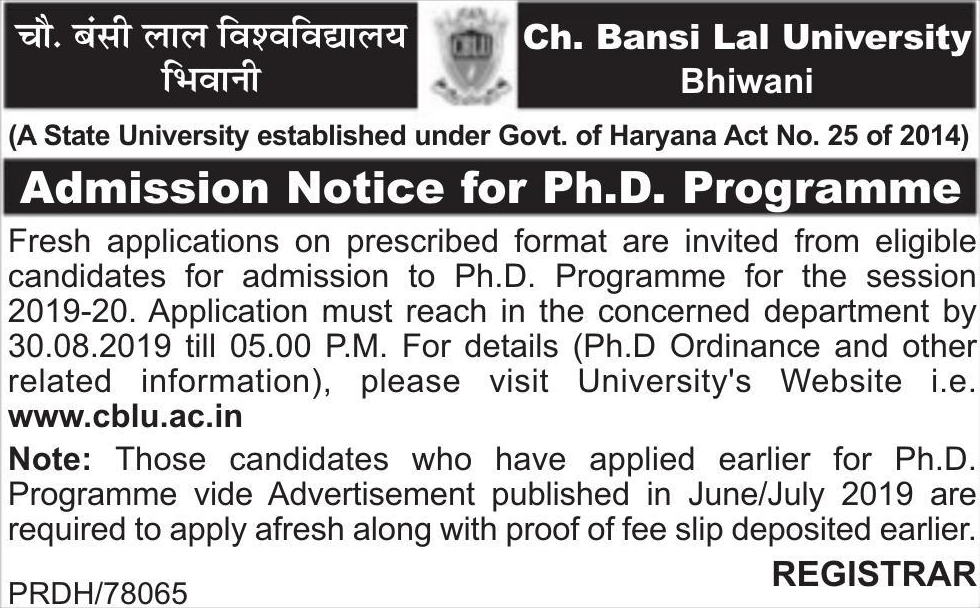 चौ. बंसी लाल विश्वविद्यालय
भिवानी
CBLU
Ch. Bansi Lal University
Bhiwani
(A State University established under Govt. of Haryana Act No. 25 of 2014)
Admission Notice for Ph.D. Programme
Fresh applications on prescribed format are invited from eligible
candidates for admission to Ph.D. Programme for the session
2019-20. Application must reach in the concerned department by
30.08.2019 till 05.00 P.M. For details (Ph.D Ordinance and other
related information), please visit University's Website i.e.
www.cblu.ac.in
Note: Those candidates who have applied earlier for Ph.D.
Programme vide Advertisement published in June/July 2019 are
required to apply afresh along with proof of fee slip deposited earlier.
REGISTRAR
PRDH/78065